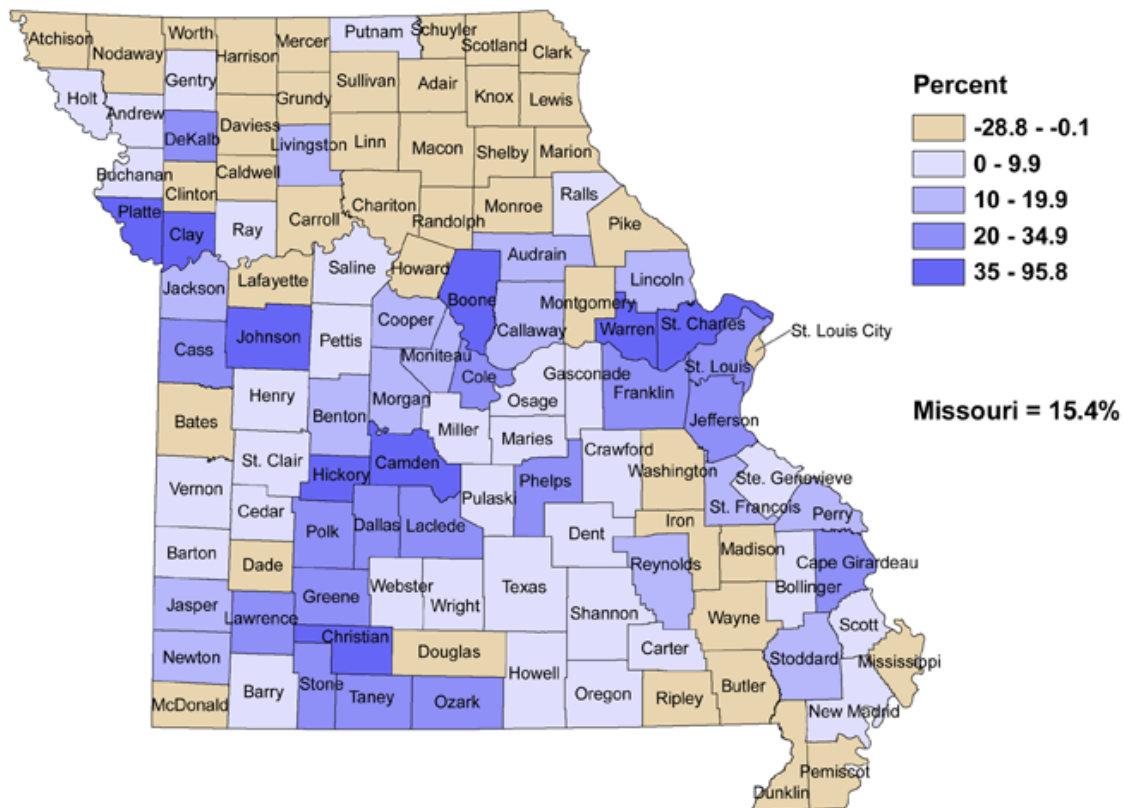 Atchison
Nodaway
Worth
Harrison
Mercer
Putnam
Schuyler
Scotland
Clark
Gentry
Sullivan
Adair
Knox
Lewis
Holt
Andrew
DeKalb
Daviess
Grundy
Livingston
Linn
Macon
Shelby
Marion
Buchanan
Clinton
Caldwell
Platte
Clay
Ray
Carroll
Chariton
Randolph
Monroe
Ralls
Pike
Jackson
Lafayette
Saline
Howard
Boone
Audrain
Callaway
Montgomery
Lincoln
Cass
Johnson
Pettis
Cooper
Moniteau
Cole
Warren
St. Charles
St. Louis City
St. Louis
Bates
Henry
Benton
Morgan
Miller
Osage
Gasconade
Franklin
Jefferson
Maries
Vernon
St. Clair
Hickory
Camden
Pulaski
Phelps
Crawford
Washington
Ste. Genevieve
St. François
Perry
Cedar
Barton
Dade
Polk
Dallas
Laclede
Dent
Iron
Madison
Bollinger
Cape Girardeau
Jasper
Lawrence
Greene
Webster
Wright
Texas
Shannon
Reynolds
Wayne
Scott
Newton
Christian
Douglas
Howell
Carter
Butler
Stoddard
Mississippi
McDonald
Barry
Stone
Taney
Ozark
Oregon
Ripley
New Madrid
Pemiscot
Dunklin
Percent
-28.8 - -0.1
0 - 9.9
10 - 19.9
20 - 34.9
35 - 95.8
Missouri = 15.4%